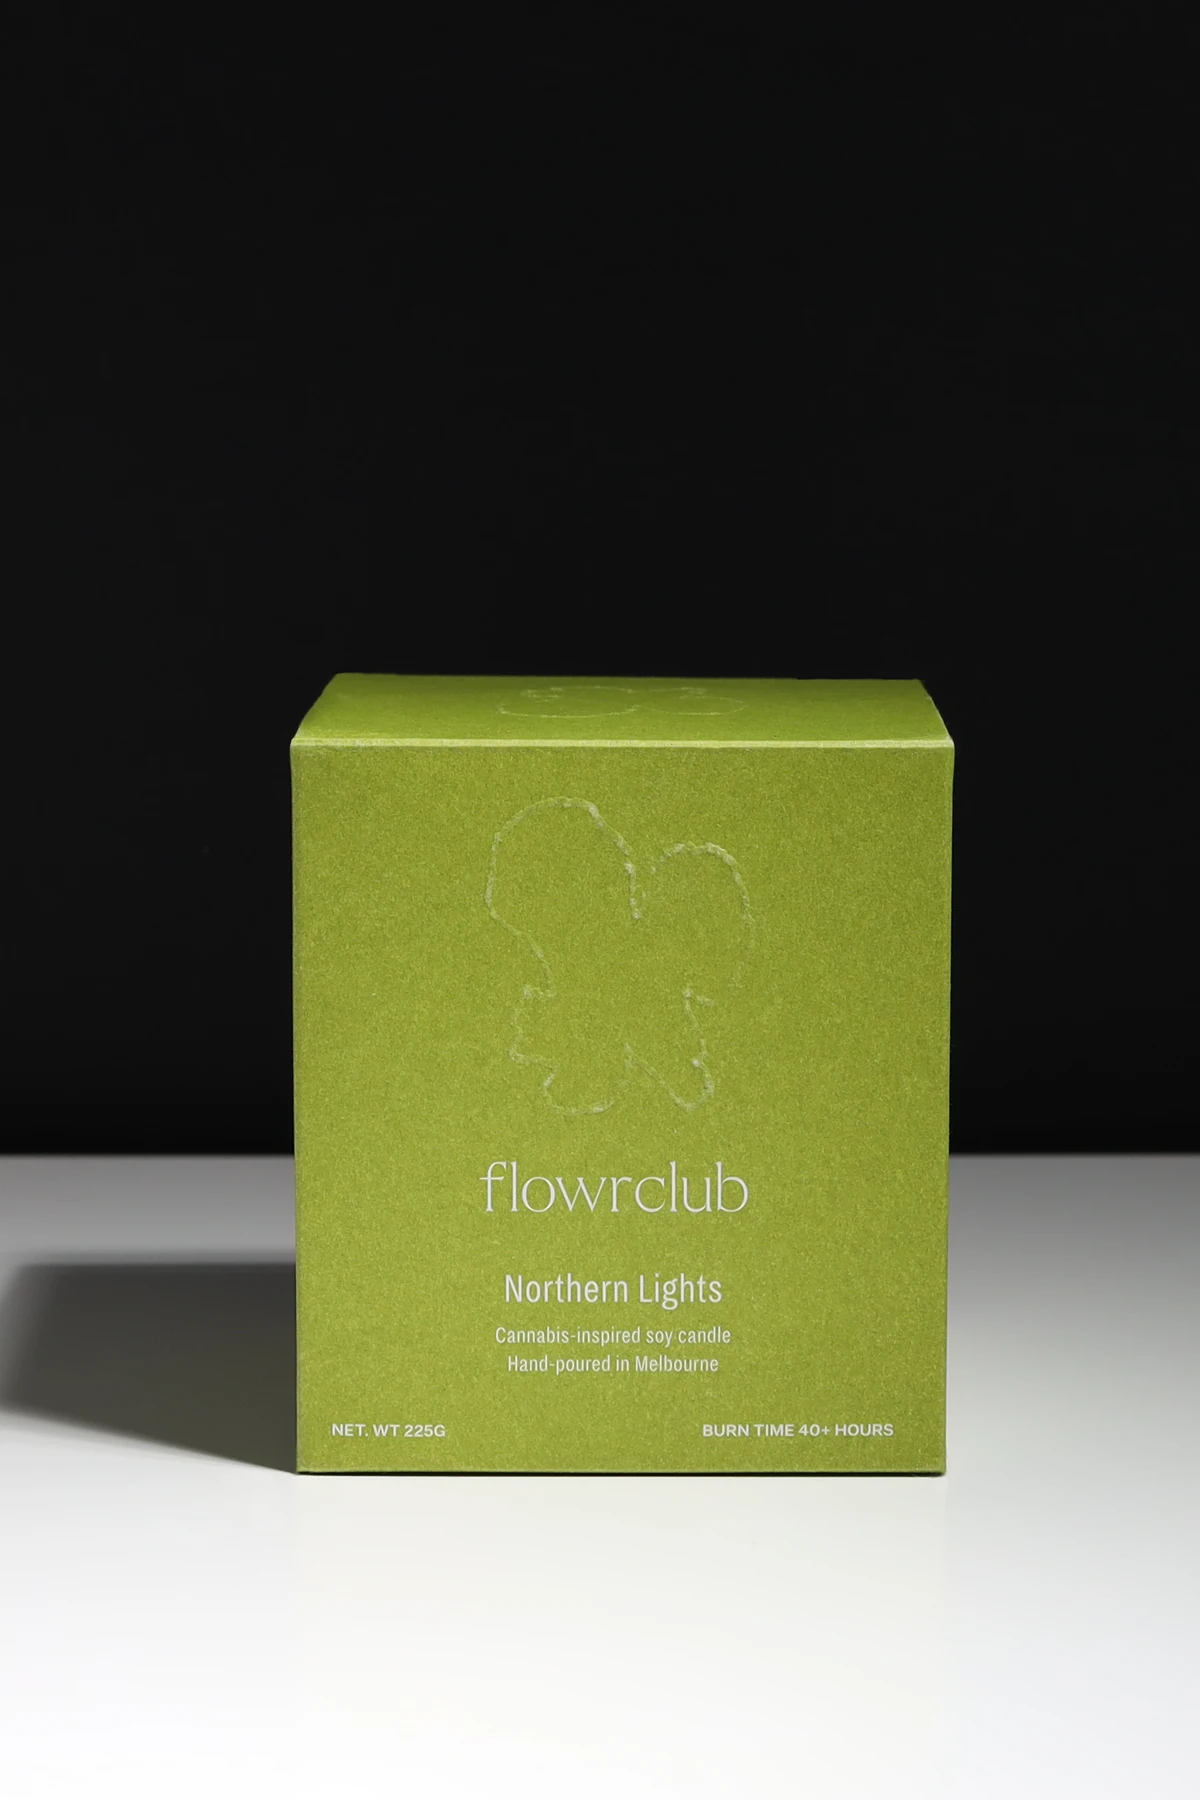 flowrclub
Northern Lights
Cannabis-inspired soy candle
Hand-poured in Melbourne
NET. WT 225G
BURN TIME 40+ HOURS